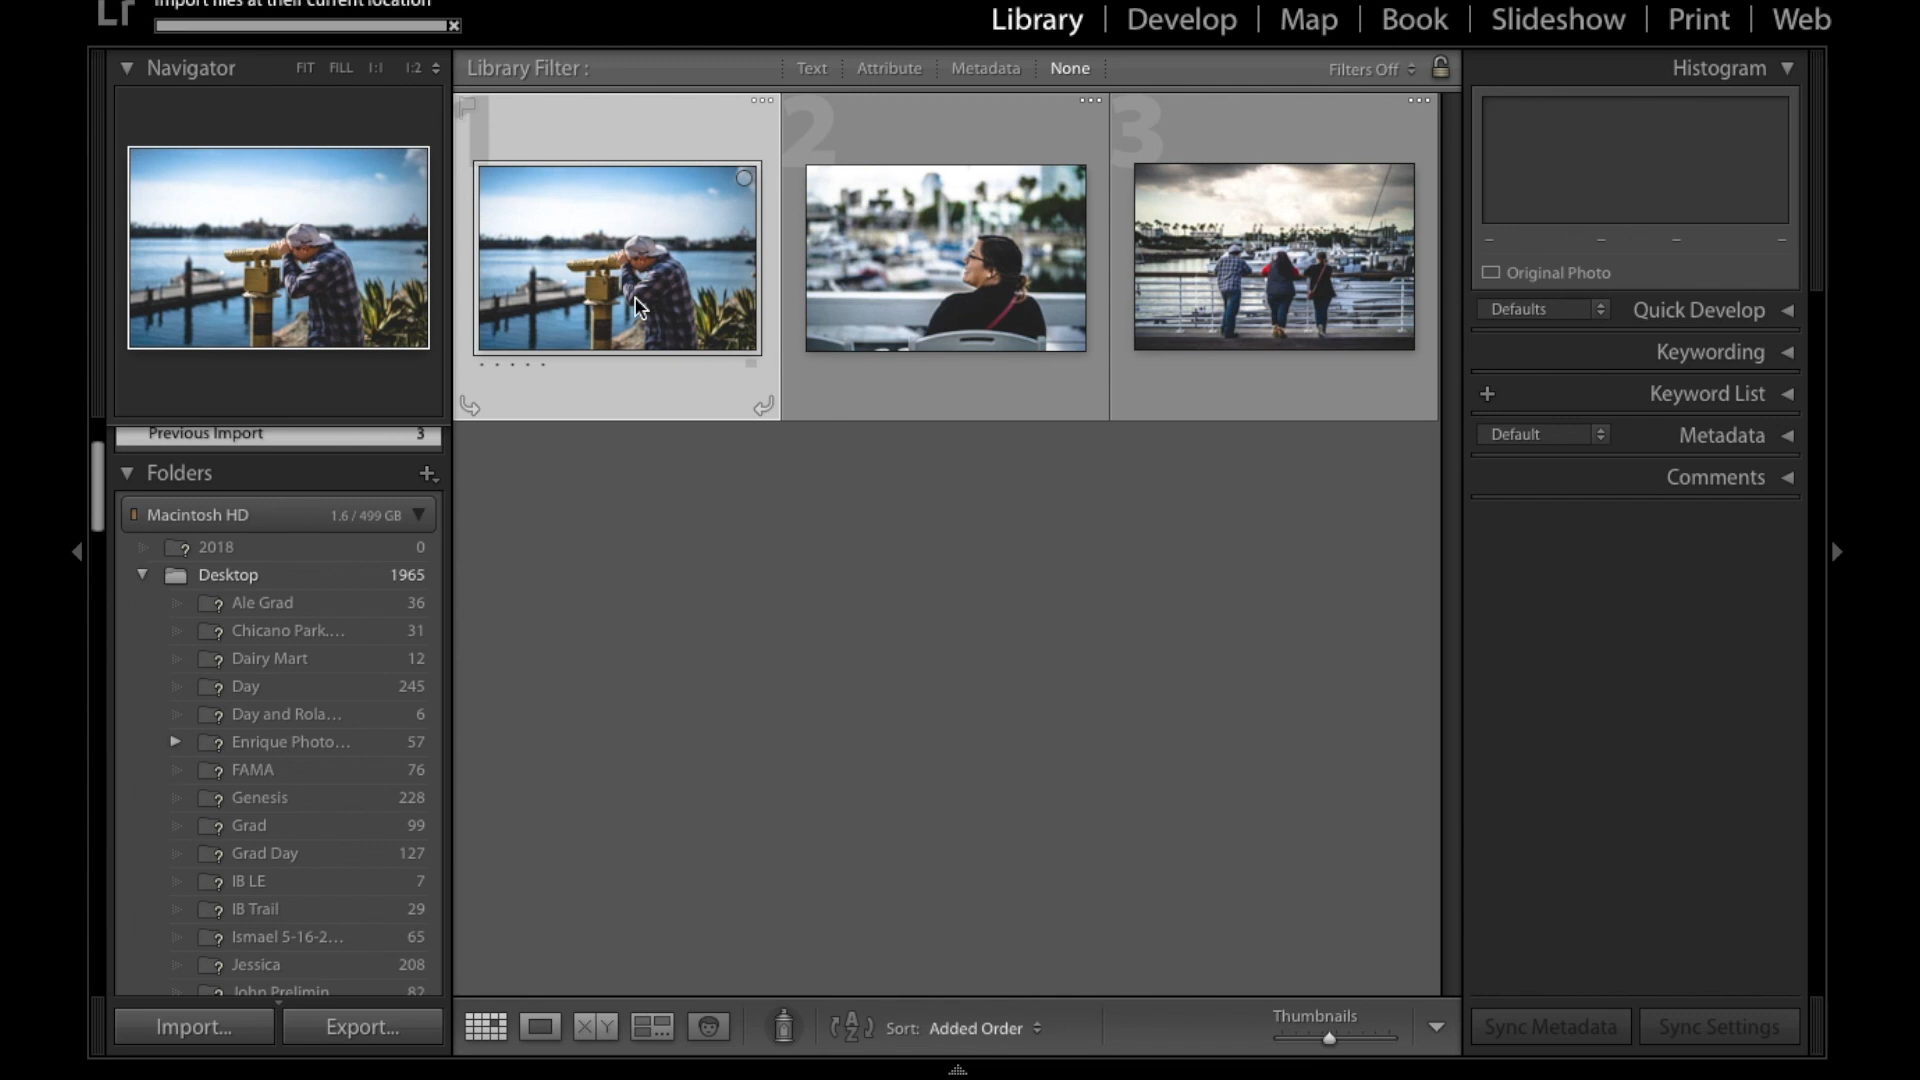 Lr
Import files at their current location
Library | Develop | Map | Book | Slideshow | Print | Web
Navigator FIT FILL 1:1 1:2
Library Filter : Text Attribute Metadata None Filters Off
Histogram
1 2 3
Original Photo
Defaults Quick Develop
Keywording
Keyword List
Default Metadata
Comments
Previous Import 3
Folders
Macintosh HD 1.6 / 499 GB
2018 0
Desktop 1965
Ale Grad 36
Chicano Park.... 31
Dairy Mart 12
Day 245
Day and Rola... 6
Enrique Photo... 57
FAMA 76
Genesis 228
Grad 99
Grad Day 127
IB LE 7
IB Trail 29
Ismael 5-16-2... 65
Jessica 208
John Prelimin 82
Import... Export...
X Y
A Z
Sort: Added Order
Thumbnails
Sync Metadata Sync Settings